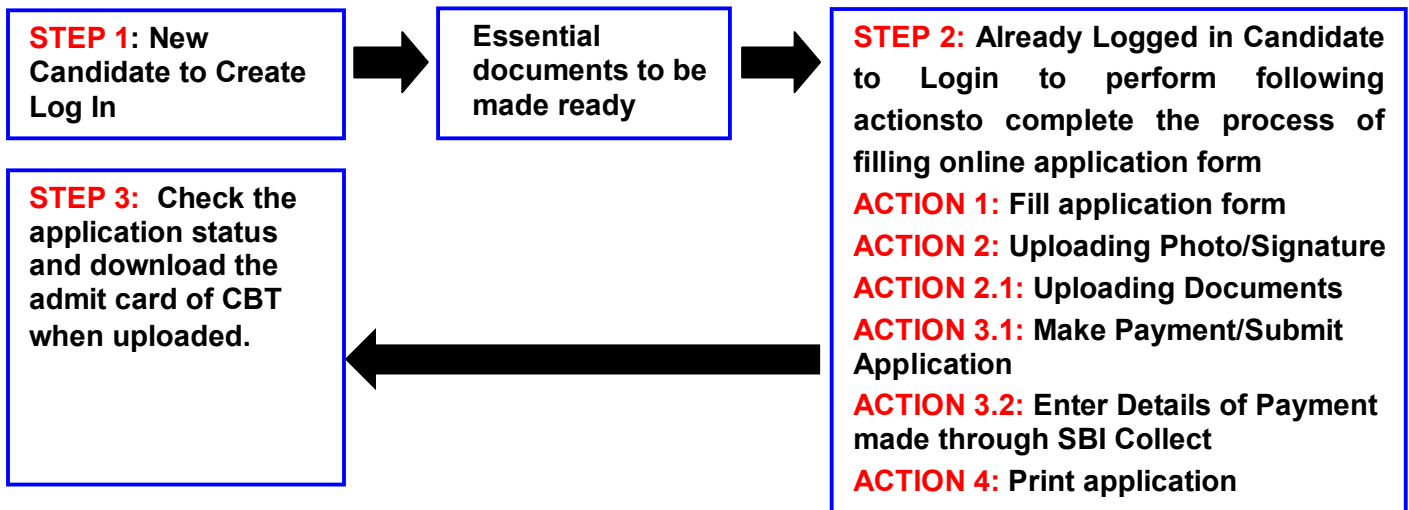 STEP 1: New
Candidate to Create
Log In
Essential
documents to be
made ready
STEP 2: Already Logged in Candidate
to Login to perform following
actionsto complete the process of
filling online application form
ACTION 1: Fill application form
ACTION 2: Uploading Photo/Signature
ACTION 2.1: Uploading Documents
ACTION 3.1: Make Payment/Submit
Application
ACTION 3.2: Enter Details of Payment
made through SBI Collect
ACTION 4: Print application
STEP 3: Check the
application status
and download the
admit card of CBT
when uploaded.